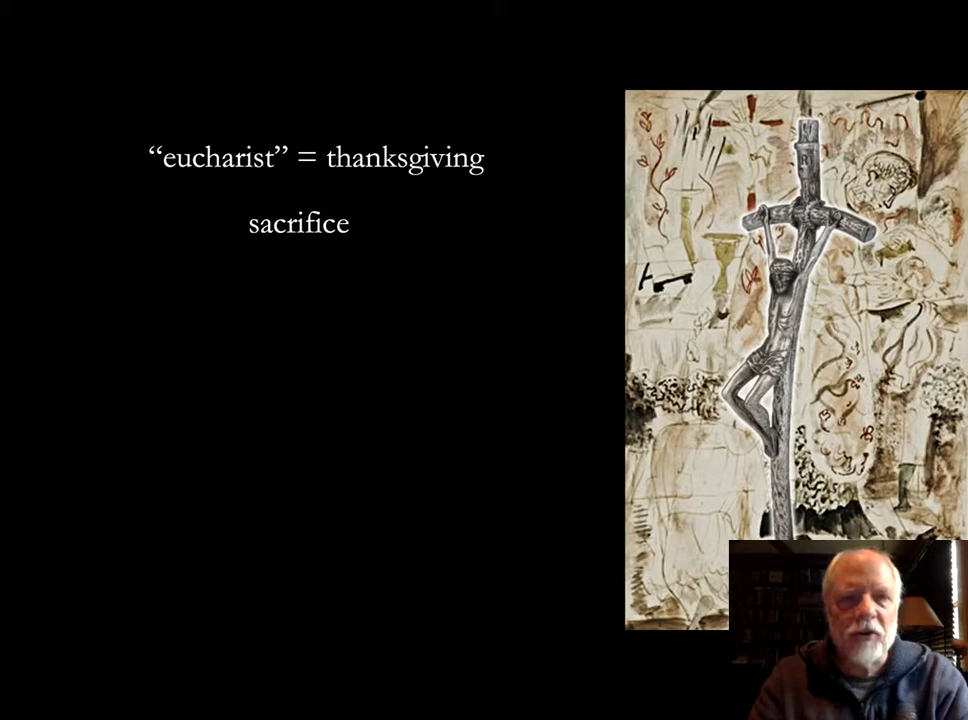 “eucharist” = thanksgiving
sacrifice